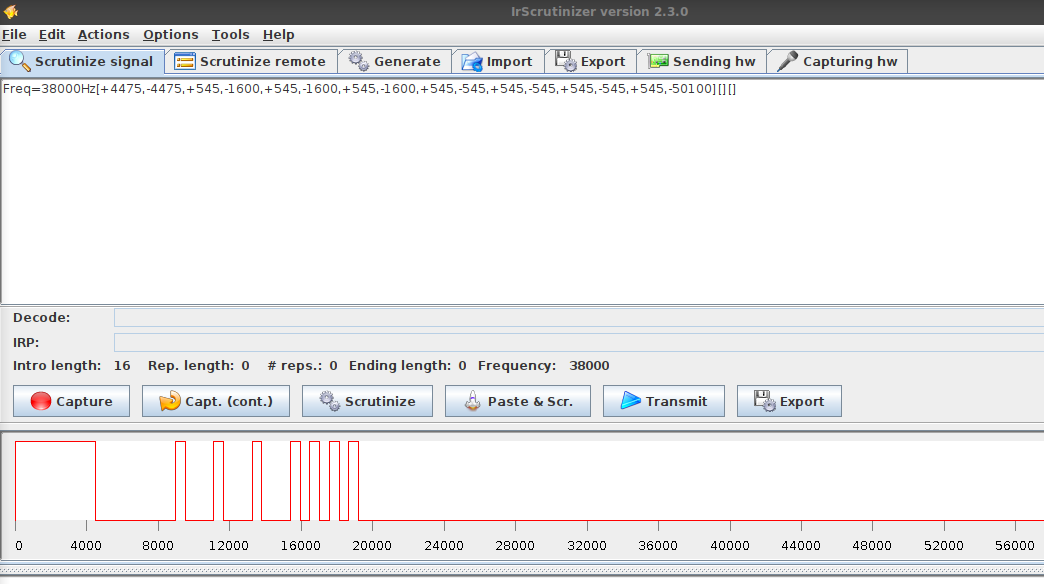 IrScrutinizer version 2.3.0
File Edit Actions Options Tools Help
Scrutinize signal Scrutinize remote Generate Import Export Sending hw Capturing hw
Freq=38000Hz[+4475,-4475,+545,-1600,+545,-1600,+545,-1600,+545,-545,+545,-545,+545,-545,+545,-50100][][]
Decode:
IRP:
Intro length: 16 Rep. length: 0 # reps.: 0 Ending length: 0 Frequency: 38000
Capture Capt. (cont.) Scrutinize Paste & Scr. Transmit Export
0 4000 8000 12000 16000 20000 24000 28000 32000 36000 40000 44000 48000 52000 56000